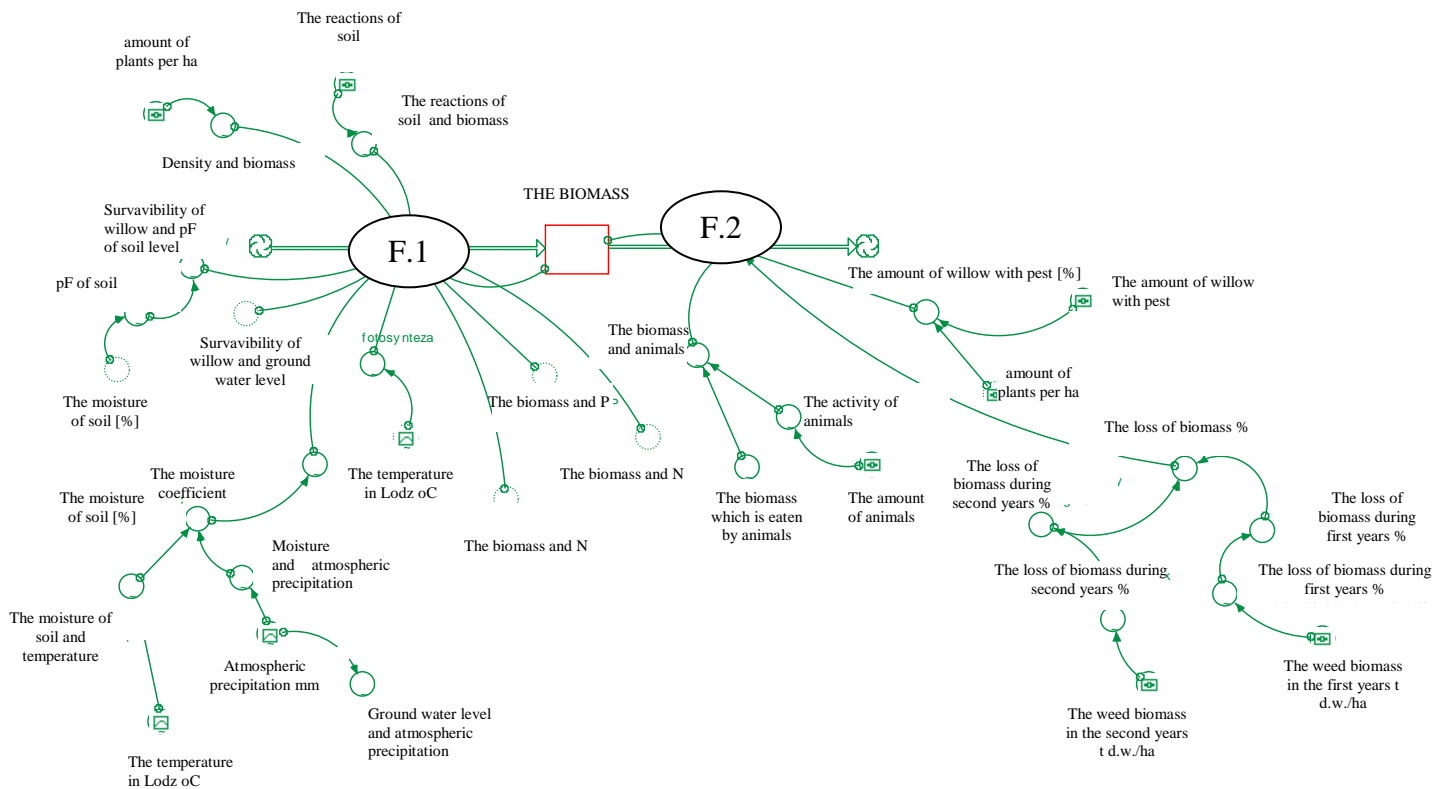 The reactions of
soil
amount of
plants per ha
The reactions of
soil and biomass
Density and biomass
THE BIOMASS
Survavibility of
willow and pF
of soil level
F.1
F.2
pF of soil
The amount of willow with pest [%]
The amount of willow
with pest
Survavibility of
willow and ground
water level
fotosynteza
The biomass
and animals
The moisture
of soil [%]
The biomass and P
amount of
plants per ha
The activity of
animals
The loss of biomass %
The moisture
coefficient
The temperature
in Lodz oC
The biomass and N
The loss of
biomass during
second years %
The moisture
of soil [%]
The biomass
which is eaten
by animals
The amount
of animals
The loss of
biomass during
first years %
The biomass and N
Moisture
and atmospheric
precipitation
The loss of biomass during
second years %
The loss of biomass during
first years %
The moisture of
soil and
temperature
Atmospheric
precipitation mm
The weed biomass
in the first years t
d.w./ha
Ground water level
and atmospheric
precipitation
The weed biomass
in the second years
t d.w./ha
The temperature
in Lodz oC